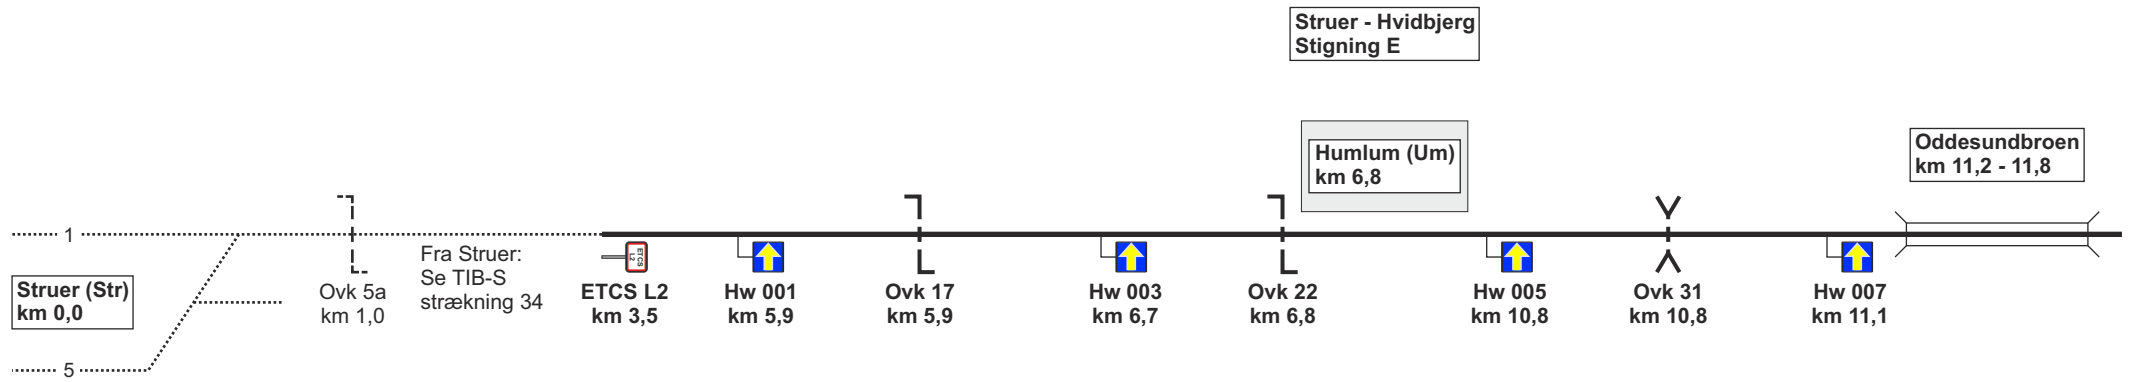 Struer - Hvidbjerg
Stigning E
Humlum (Um)
km 6,8
Oddesundbroen
km 11,2 - 11,8
1
Struer (Str)
km 0,0
5
Ovk 5a
km 1,0
Fra Struer:
Se TIB-S
strækning 34
ETCS
L2
ETCS L2
km 3,5
Hw 001
km 5,9
Ovk 17
km 5,9
Hw 003
km 6,7
Ovk 22
km 6,8
Hw 005
km 10,8
Ovk 31
km 10,8
Hw 007
km 11,1